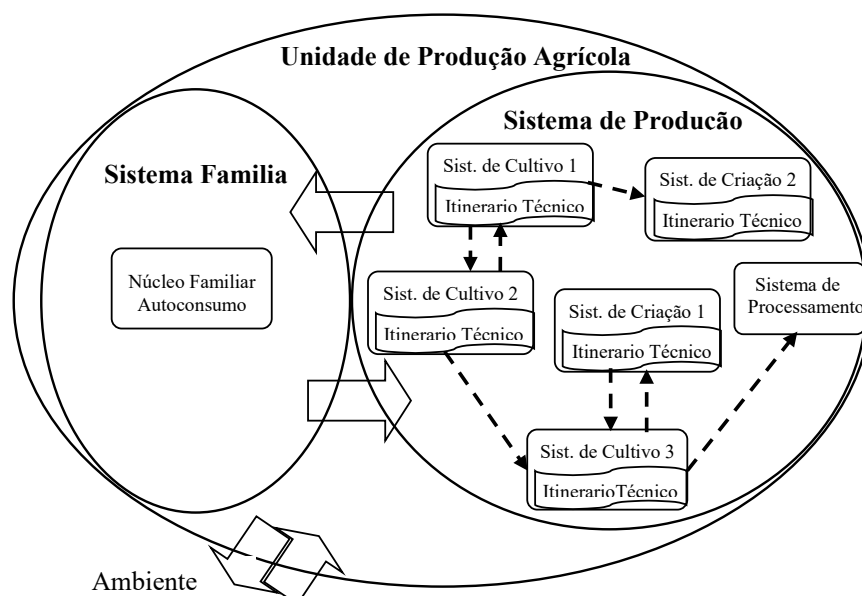 Unidade de Produção Agrícola
Sistema de Producão
Sistema Familia
Sist. de Cultivo 1
Itinerario Técnico
Sist. de Criação 2
Itinerario Técnico
Núcleo Familiar
Autoconsumo
Sist. de Cultivo 2
Itinerario Técnico
Sist. de Criação 1
Itinerario Técnico
Sistema de
Processamento
Sist. de Cultivo 3
ItinerarioTécnico
Ambiente